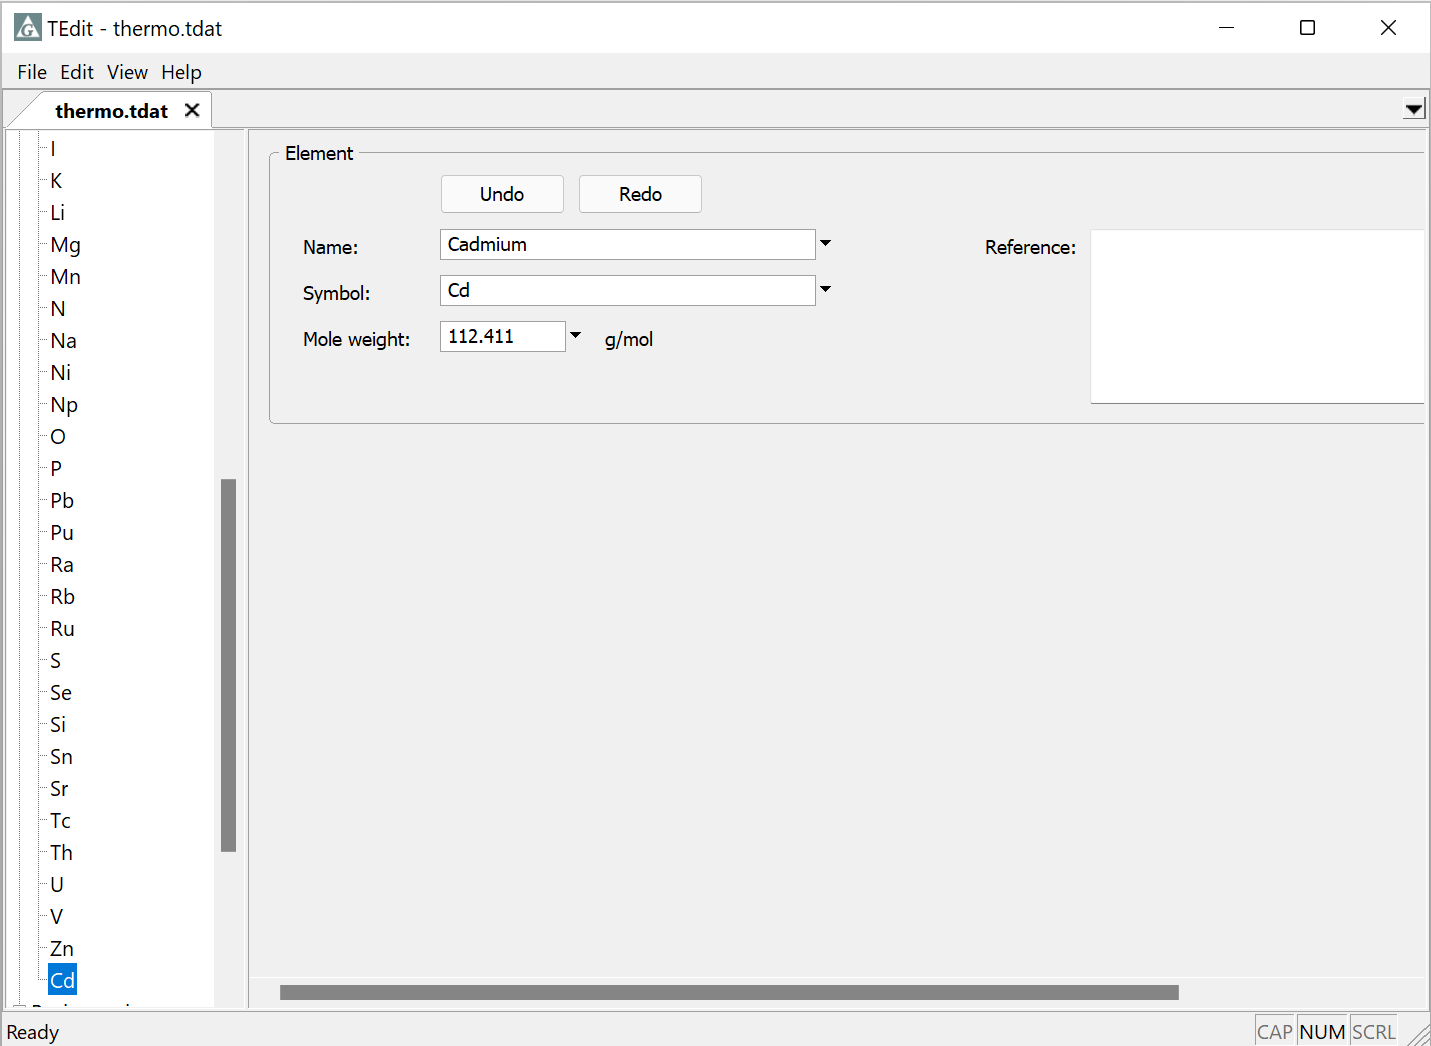 TEdit - thermo.tdat
File Edit View Help
thermo.tdat
I
K
Li
Mg
Mn
N
Na
Ni
Np
O
P
Pb
Pu
Ra
Rb
Ru
S
Se
Si
Sn
Sr
Tc
Th
U
V
Zn
Cd
Element
Undo Redo
Name: Cadmium
Reference:
Symbol: Cd
Mole weight: 112.411 g/mol
Ready
CAP NUM SCRL